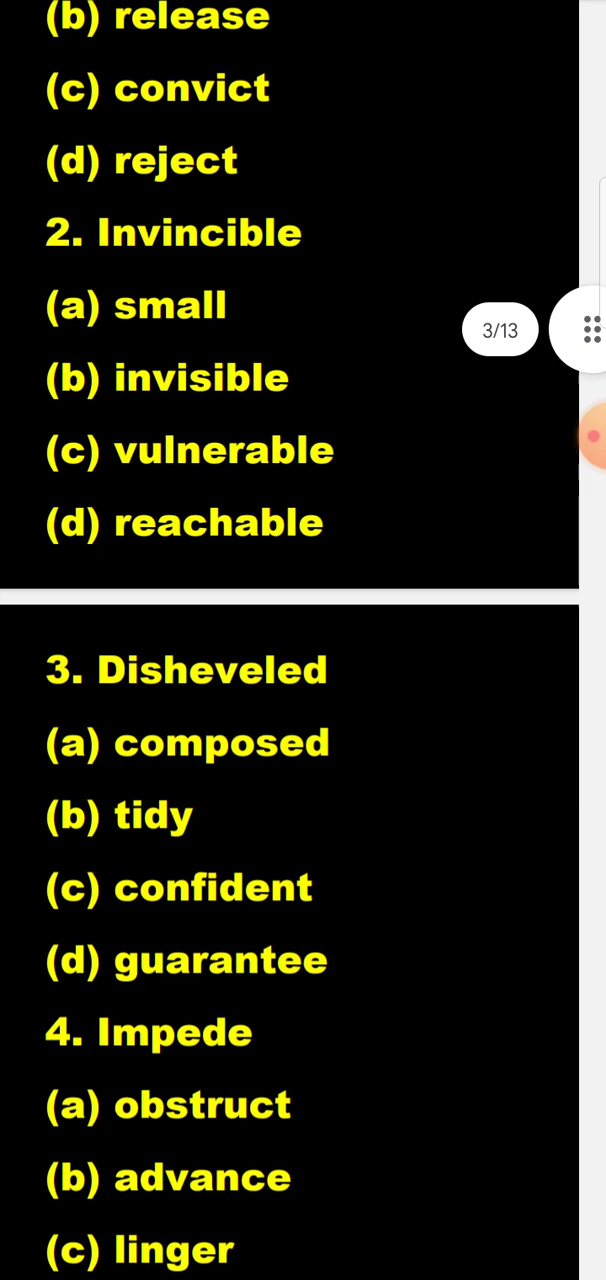 (b) release
(c) convict
(d) reject
2. Invincible
(a) small
3/13
(b) invisible
(c) vulnerable
(d) reachable
3. Disheveled
(a) composed
(b) tidy
(c) confident
(d) guarantee
4. Impede
(a) obstruct
(b) advance
(c) linger